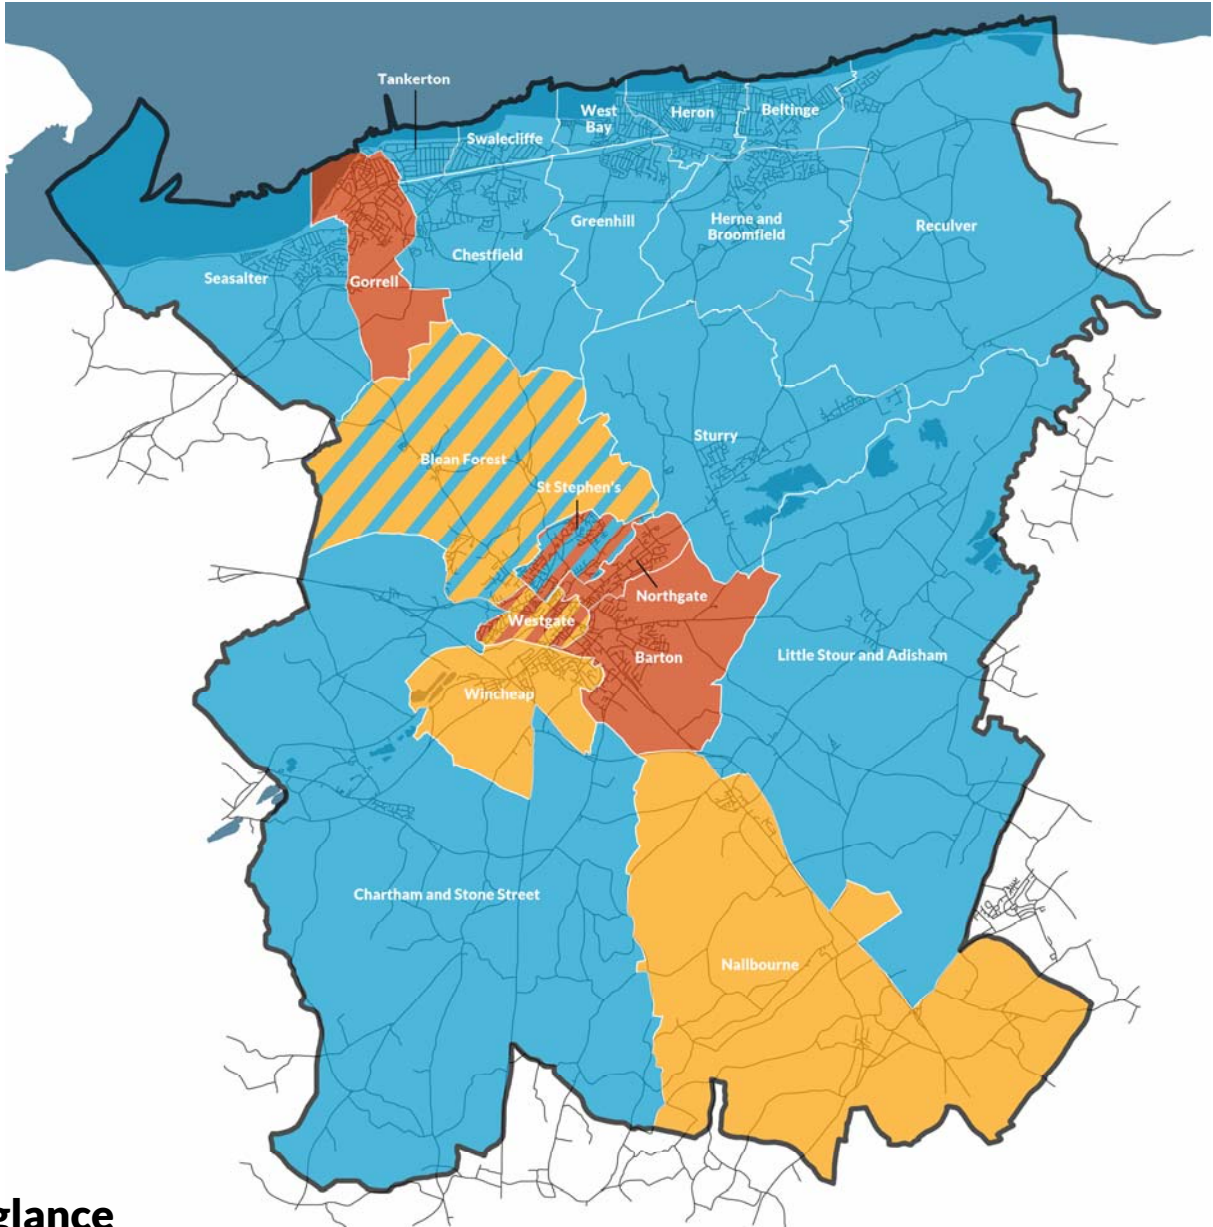 Tankerton
West
Bay
Heron
Beltinge
Swalecliffe
Greenhill
Herne and
Broomfield
Reculver
Chestfield
Seasalter
Gorrell
Sturry
Blean Forest
St Stephen's
Northgate
Westgate
Barton
Little Stour and Adisham
Wincheap
Chartham and Stone Street
Nailbourne
glance